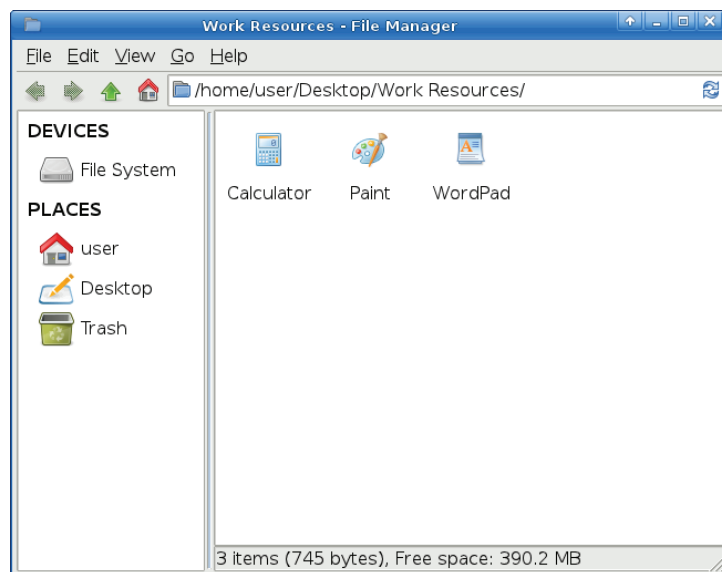 Work Resources - File Manager
File Edit View Go Help
/home/user/Desktop/Work Resources/
DEVICES
File System
PLACES
user
Desktop
Trash
Calculator Paint WordPad
3 items (745 bytes), Free space: 390.2 MB